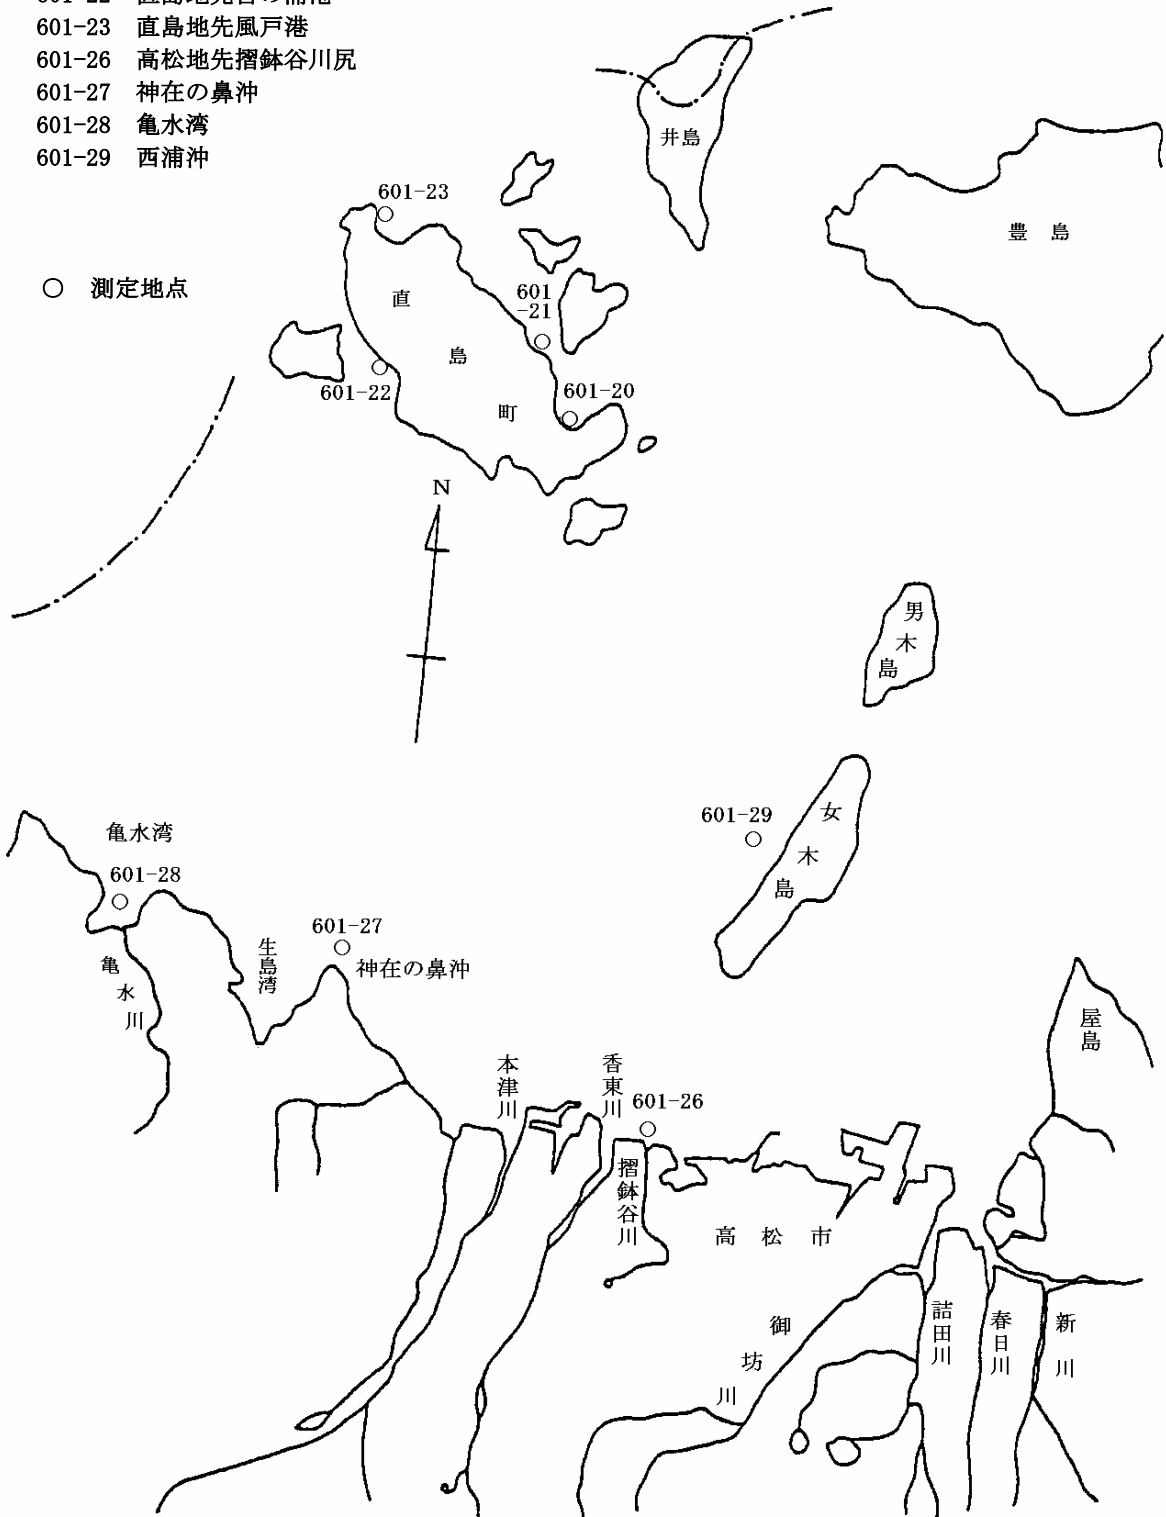 601-23 直島地先風戸港
601-26 高松地先摺鉢谷川尻
601-27 神在の鼻沖
601-28 亀水湾
601-29 西浦沖
○ 測定地点
井島
豊島
601-23
直島町
601
-21
601-22
601-20
N
男木島
女木島
601-29
亀水湾
601-28
亀水川
生島湾
601-27
神在の鼻沖
屋島
本津川
香東川
601-26
摺鉢谷川
高松市
御坊川
詰田川
春日川
新川